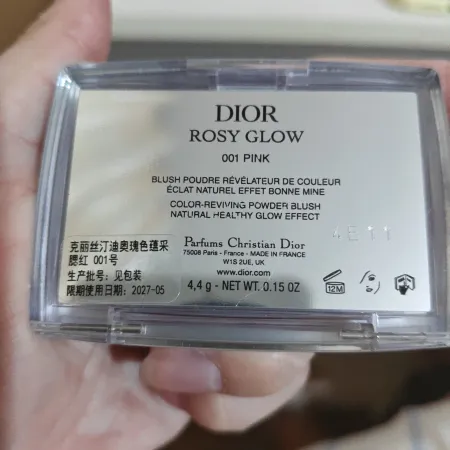 DIOR
ROSY GLOW
001 PINK
BLUSH POUDRE RÉVÉLATEUR DE COULEUR
ÉCLAT NATUREL EFFET BONNE MINE
COLOR-REVIVING POWDER BLUSH
NATURAL HEALTHY GLOW EFFECT
4E11
克丽丝汀迪奥瑰色蕴采
腮红 001号
生产批号：见包装
限期使用日期：2027-05
Parfums Christian Dior
75008 Paris - France - MADE IN FRANCE
W1S 2UE, UK
www.dior.com
4,4 g - NET WT. 0.15 OZ
12M